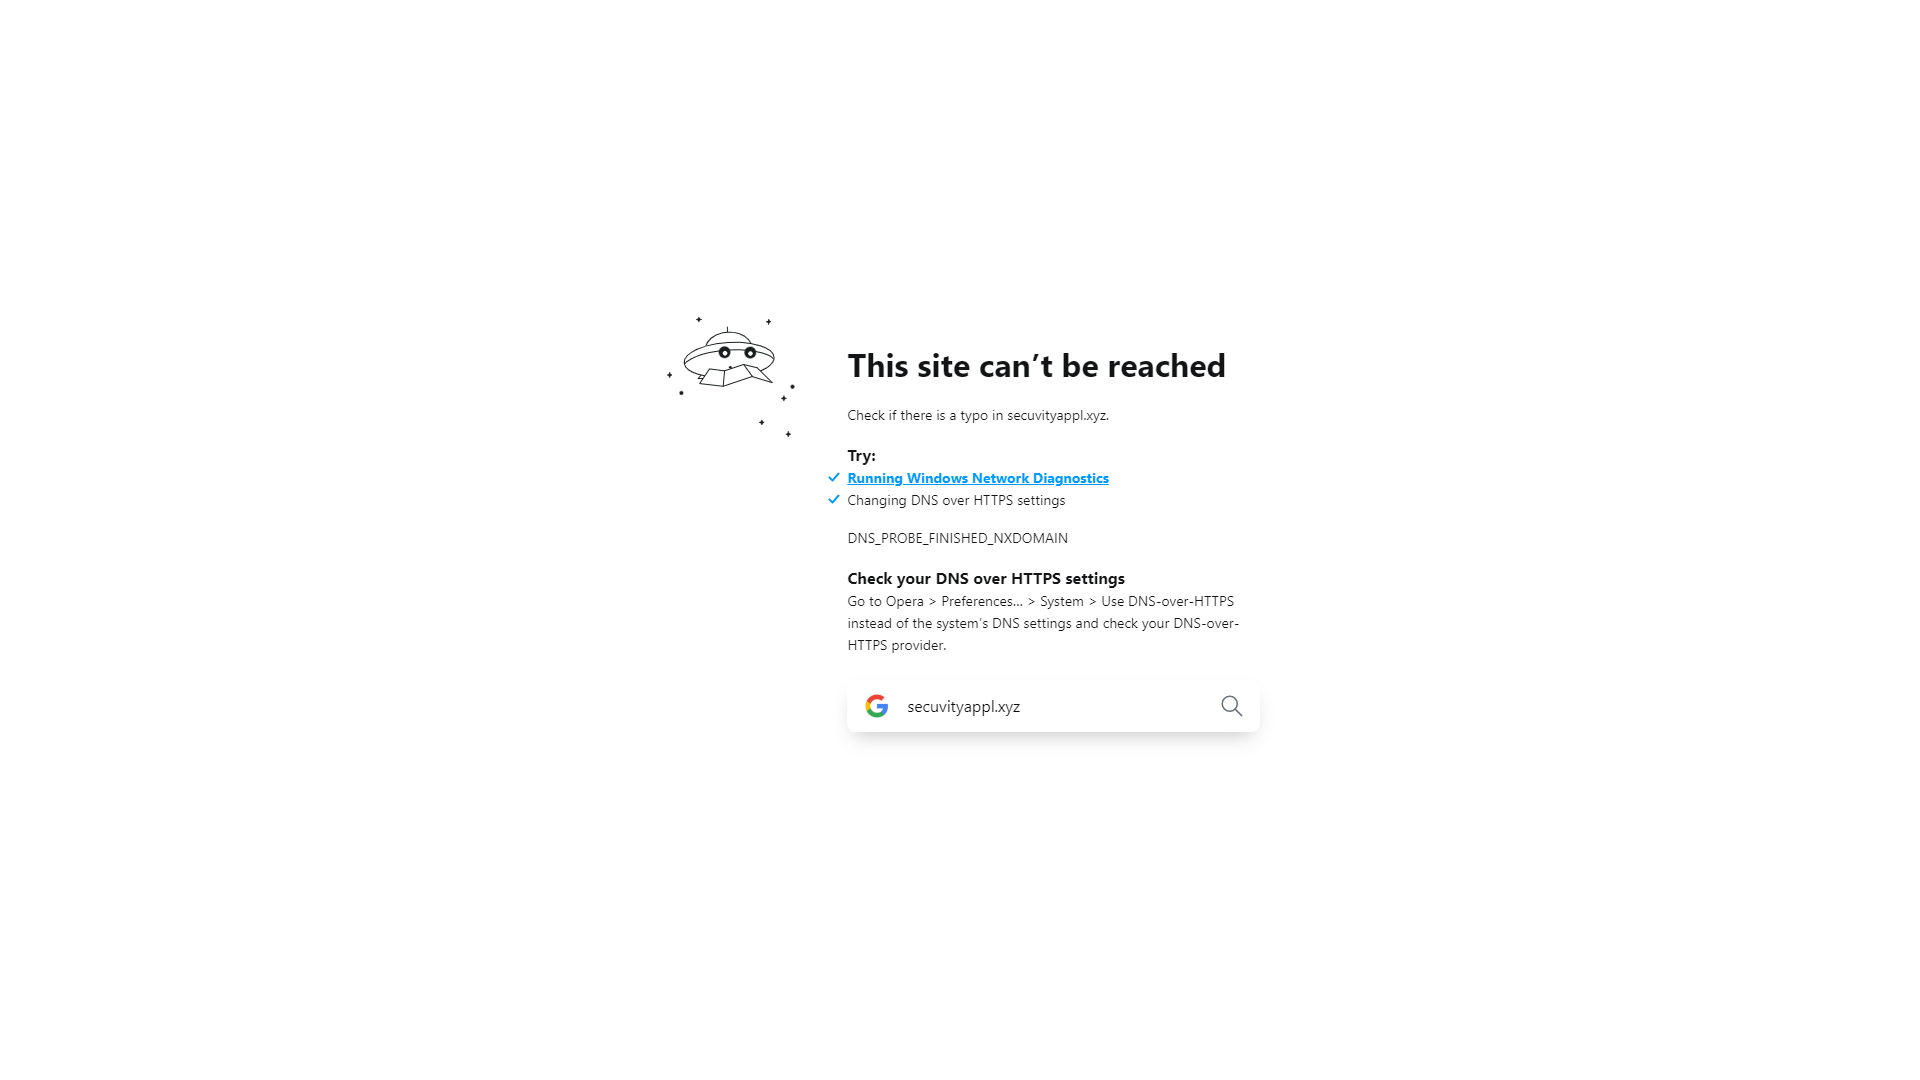 This site can’t be reached
Check if there is a typo in secuvityappl.xyz.
Try:
Running Windows Network Diagnostics
Changing DNS over HTTPS settings
DNS_PROBE_FINISHED_NXDOMAIN
Check your DNS over HTTPS settings
Go to Opera > Preferences… > System > Use DNS-over-HTTPS
instead of the system’s DNS settings and check your DNS-over-
HTTPS provider.
secuvityappl.xyz